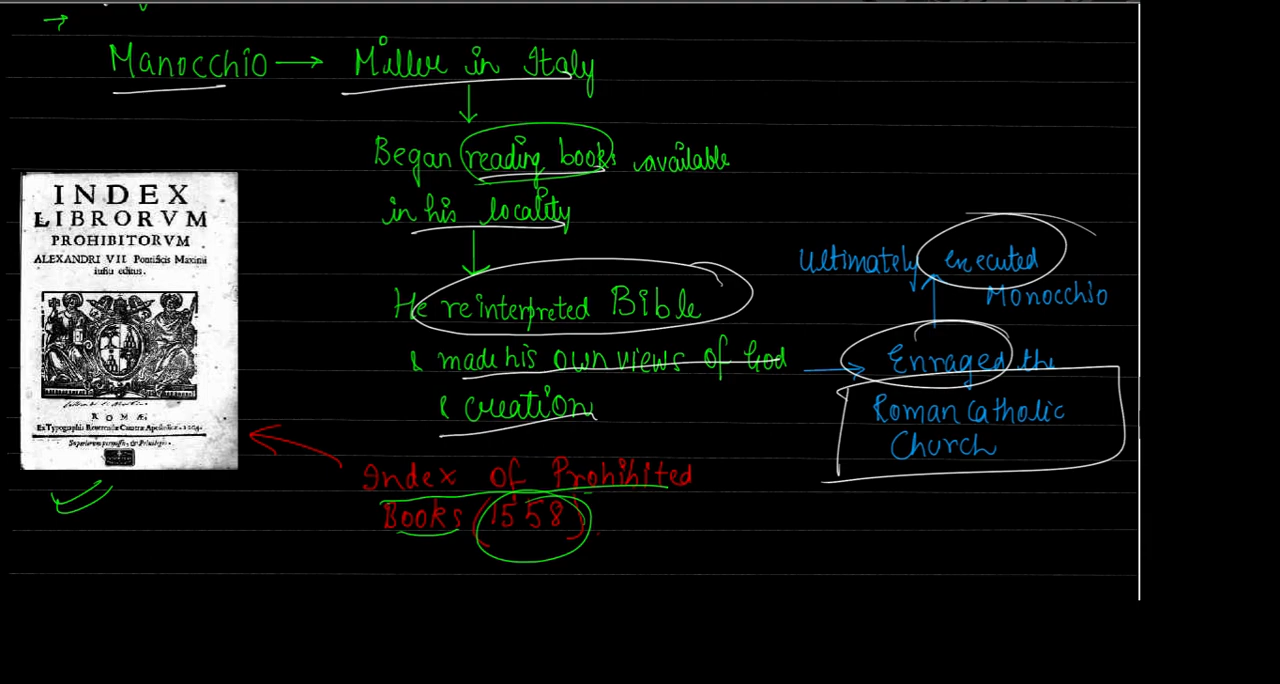 Manocchio → Miller in Italy
Began reading books available
in his locality
He reinterpreted Bible
& made his own views of God
& creation
Ultimately executed
Monocchio
Enraged the
Roman Catholic
Church
Index of Prohibited
Books (1558)
INDEX
LIBRORVM
PROHIBITORVM
ALEXANDRI VII Pontificis Maximi
iussu editus.
ROMÆ